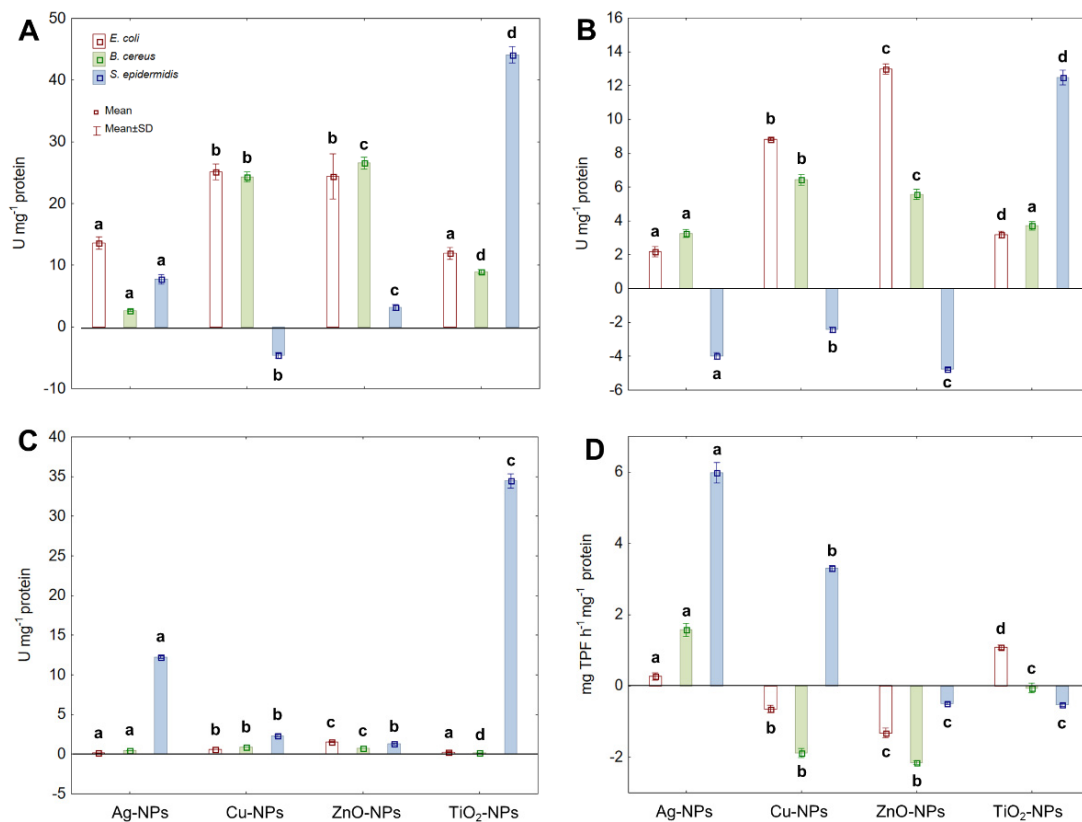 A
E. coli
B. cereus
S. epidermidis
Mean
Mean±SD
U mg⁻¹ protein
50
40
30
20
10
0
-10
a
a
a
b
b
b
b
c
c
a
d
d
B
U mg⁻¹ protein
16
14
12
10
8
6
4
2
0
-2
-4
-6
a
a
a
b
b
b
c
c
c
d
a
d
C
U mg⁻¹ protein
40
35
30
25
20
15
10
5
0
-5
a
a
a
b
b
b
c
c
b
a
d
c
Ag-NPs
Cu-NPs
ZnO-NPs
TiO₂-NPs
D
mg TPF h⁻¹ mg⁻¹ protein
6
4
2
0
-2
a
a
a
b
b
b
c
b
c
d
c
c
Ag-NPs
Cu-NPs
ZnO-NPs
TiO₂-NPs